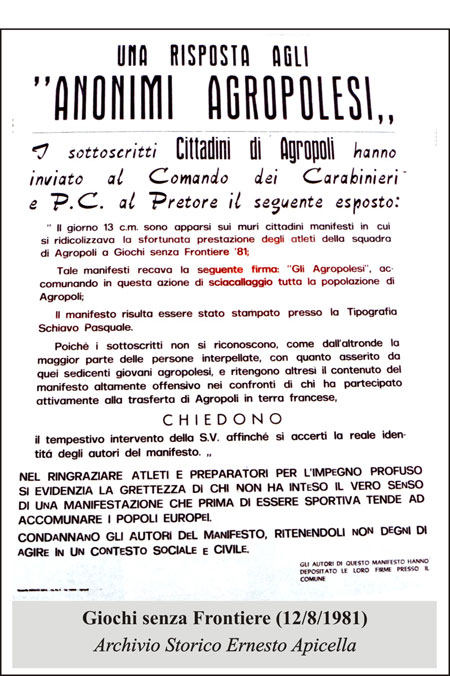 UNA RISPOSTA AGLI
"ANONIMI AGROPOLESI,,
I sottoscritti Cittadini di Agropoli hanno
inviato al Comando dei Carabinieri
e P.C. al Pretore il seguente esposto:
" Il giorno 13 c.m. sono apparsi sui muri cittadini manifesti in cui
si ridicolizzava la sfortunata prestazione degli atleti della squadra
di Agropoli a Giochi senza Frontiere '81;
Tale manifesti recava la seguente firma: "Gli Agropolesi", ac-
comunando in questa azione di sciacallaggio tutta la popolazione di
Agropoli;
Il manifesto risulta essere stato stampato presso la Tipografia
Schiavo Pasquale.
Poiché i sottoscritti non si riconoscono, come dall'altronde la
maggior parte delle persone interpellate, con quanto asserito da
quei sedicenti giovani agropolesi, e ritengono altresì il contenuto del
manifesto altamente offensivo nei confronti di chi ha partecipato
attivamente alla trasferta di Agropoli in terra francese,
CHIEDONO
il tempestivo intervento della S.V. affinché si accerti la reale iden-
titá degli autori del manifesto. ,,
NEL RINGRAZIARE ATLETI E PREPARATORI PER L'IMPEGNO PROFUSO
SI EVIDENZIA LA GRETTEZZA DI CHI NON HA INTESO IL VERO SENSO
DI UNA MANIFESTAZIONE CHE PRIMA DI ESSERE SPORTIVA TENDE AD
ACCOMUNARE I POPOLI EUROPEI.
CONDANNANO GLI AUTORI DEL MANIFESTO, RITENENDOLI NON DEGNI DI
AGIRE IN UN CONTESTO SOCIALE E CIVILE.
GLI AUTORI DI QUESTO MANIFESTO HANNO
DEPOSITATO LE LORO FIRME PRESSO IL
COMUNE
Giochi senza Frontiere (12/8/1981)
Archivio Storico Ernesto Apicella